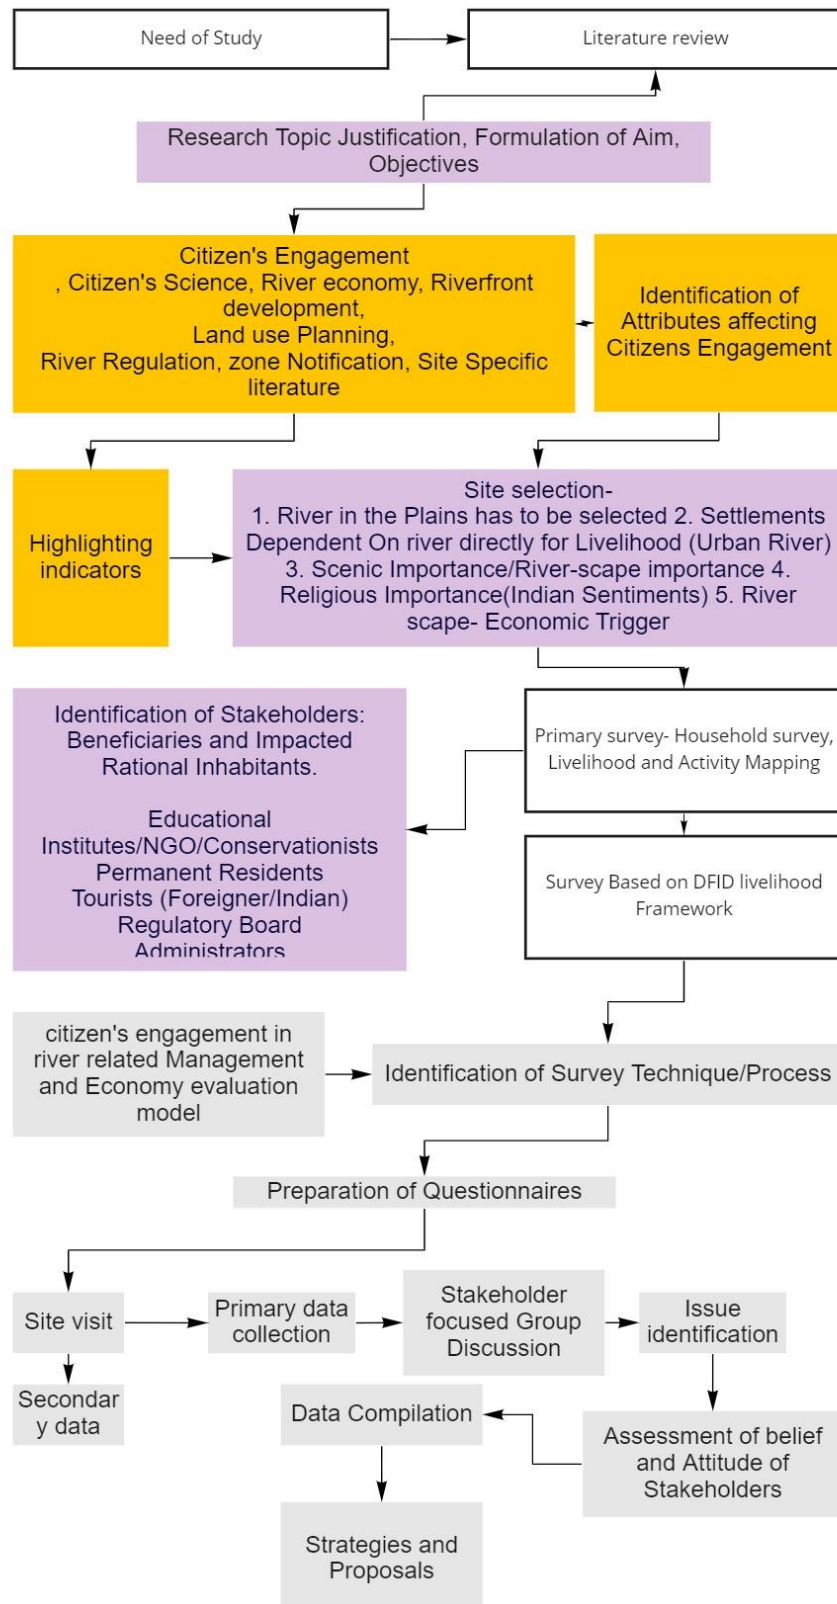 Need of Study
Literature review
Research Topic Justification, Formulation of Aim,
Objectives
Citizen's Engagement
, Citizen's Science, River economy, Riverfront
development,
Land use Planning,
River Regulation, zone Notification, Site Specific
literature
Identification of
Attributes affecting
Citizens Engagement
Highlighting
indicators
Site selection-
1. River in the Plains has to be selected 2. Settlements
Dependent On river directly for Livelihood (Urban River)
3. Scenic Importance/River-scape importance 4.
Religious Importance(Indian Sentiments) 5. River
scape- Economic Trigger
Identification of Stakeholders:
Beneficiaries and Impacted
Rational Inhabitants.
Educational
Institutes/NGO/Conservationists
Permanent Residents
Tourists (Foreigner/Indian)
Regulatory Board
Administrators
Primary survey- Household survey,
Livelihood and Activity Mapping
Survey Based on DFID livelihood
Framework
citizen's engagement in
river related Management
and Economy evaluation
model
Identification of Survey Technique/Process
Preparation of Questionnaires
Site visit
Primary data
collection
Stakeholder
focused Group
Discussion
Issue
identification
Secondar
y data
Data Compilation
Assessment of belief
and Attitude of
Stakeholders
Strategies and
Proposals